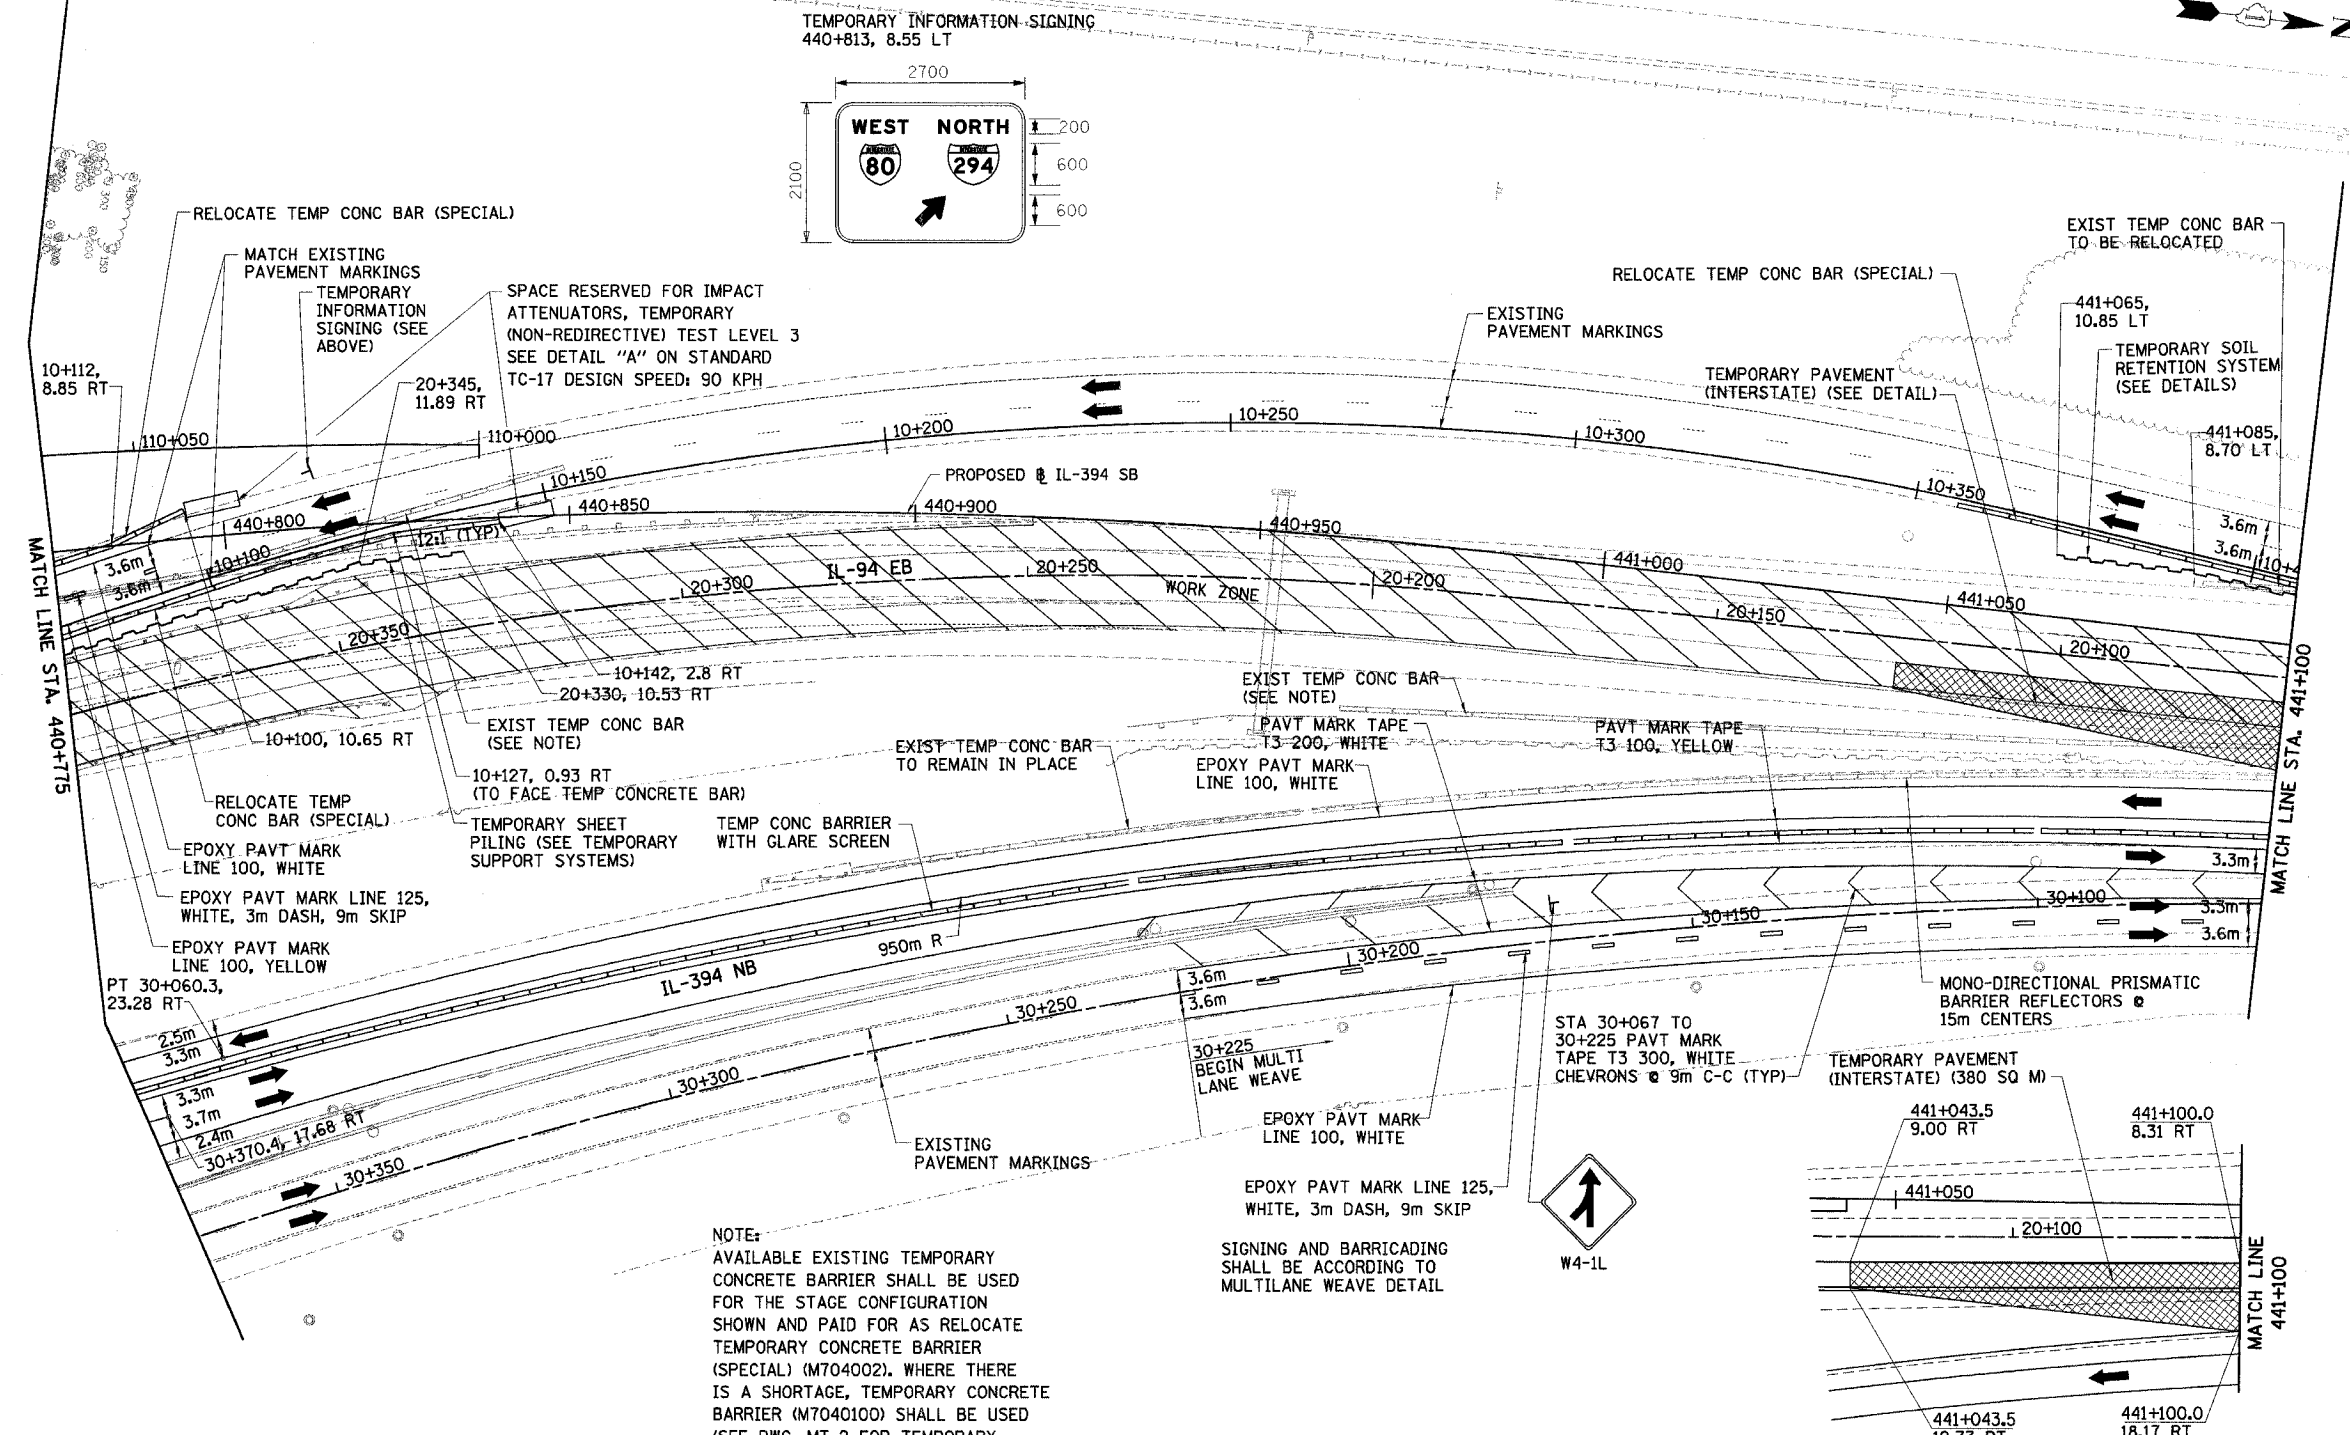 TEMPORARY INFORMATION SIGNING
440+813, 8.55 LT
2700
2100
WEST NORTH
80
294
200
600
600
RELOCATE TEMP CONC BAR (SPECIAL)
MATCH EXISTING
PAVEMENT MARKINGS
TEMPORARY
INFORMATION
SIGNING (SEE
ABOVE)
SPACE RESERVED FOR IMPACT
ATTENUATORS, TEMPORARY
(NON-REDIRECTIVE) TEST LEVEL 3
SEE DETAIL "A" ON STANDARD
TC-17 DESIGN SPEED: 90 KPH
10+112,
8.85 RT
20+345,
11.89 RT
EXIST TEMP CONC BAR
TO BE RELOCATED
RELOCATE TEMP CONC BAR (SPECIAL)
EXISTING
PAVEMENT MARKINGS
441+065,
10.85 LT
TEMPORARY SOIL
RETENTION SYSTEM
(SEE DETAILS)
TEMPORARY PAVEMENT
(INTERSTATE) (SEE DETAIL)
441+085,
8.70 LT
110+050
110+000
10+100
10+150
10+200
10+250
10+300
10+350
PROPOSED ℄ IL-394 SB
440+800
440+850
440+900
440+950
441+000
441+050
12:1 (TYP)
3.6m
3.6m
3.6m
3.6m
IL-94 EB
WORK ZONE
20+350
20+300
20+250
20+200
20+150
20+100
MATCH LINE STA. 440+775
MATCH LINE STA. 441+100
10+142, 2.8 RT
20+330, 10.53 RT
EXIST TEMP CONC BAR
(SEE NOTE)
10+100, 10.65 RT
10+127, 0.93 RT
(TO FACE TEMP CONCRETE BAR)
RELOCATE TEMP
CONC BAR (SPECIAL)
TEMPORARY SHEET
PILING (SEE TEMPORARY
SUPPORT SYSTEMS)
TEMP CONC BARRIER
WITH GLARE SCREEN
EXIST TEMP CONC BAR
TO REMAIN IN PLACE
EXIST TEMP CONC BAR
(SEE NOTE)
PAVT MARK TAPE
T3 200, WHITE
EPOXY PAVT MARK
LINE 100, WHITE
PAVT MARK TAPE
T3 100, YELLOW
EPOXY PAVT MARK
LINE 100, WHITE
EPOXY PAVT MARK LINE 125,
WHITE, 3m DASH, 9m SKIP
EPOXY PAVT MARK
LINE 100, YELLOW
PT 30+060.3,
23.28 RT
2.5m
3.3m
3.3m
3.7m
2.4m
30+370.4, 17.68 RT
950m R
IL-394 NB
30+350
30+300
30+250
30+200
30+150
30+100
3.6m
3.6m
3.3m
3.3m
3.6m
30+225
BEGIN MULTI
LANE WEAVE
EXISTING
PAVEMENT MARKINGS
EPOXY PAVT MARK
LINE 100, WHITE
EPOXY PAVT MARK LINE 125,
WHITE, 3m DASH, 9m SKIP
SIGNING AND BARRICADING
SHALL BE ACCORDING TO
MULTILANE WEAVE DETAIL
W4-1L
STA 30+067 TO
30+225 PAVT MARK
TAPE T3 300, WHITE
CHEVRONS @ 9m C-C (TYP)
MONO-DIRECTIONAL PRISMATIC
BARRIER REFLECTORS @
15m CENTERS
TEMPORARY PAVEMENT
(INTERSTATE) (380 SQ M)
441+043.5
9.00 RT
441+100.0
8.31 RT
441+050
20+100
MATCH LINE
441+100
441+043.5
441+100.0
18.17 RT
NOTE:
AVAILABLE EXISTING TEMPORARY
CONCRETE BARRIER SHALL BE USED
FOR THE STAGE CONFIGURATION
SHOWN AND PAID FOR AS RELOCATE
TEMPORARY CONCRETE BARRIER
(SPECIAL) (M704002). WHERE THERE
IS A SHORTAGE, TEMPORARY CONCRETE
BARRIER (M7040100) SHALL BE USED